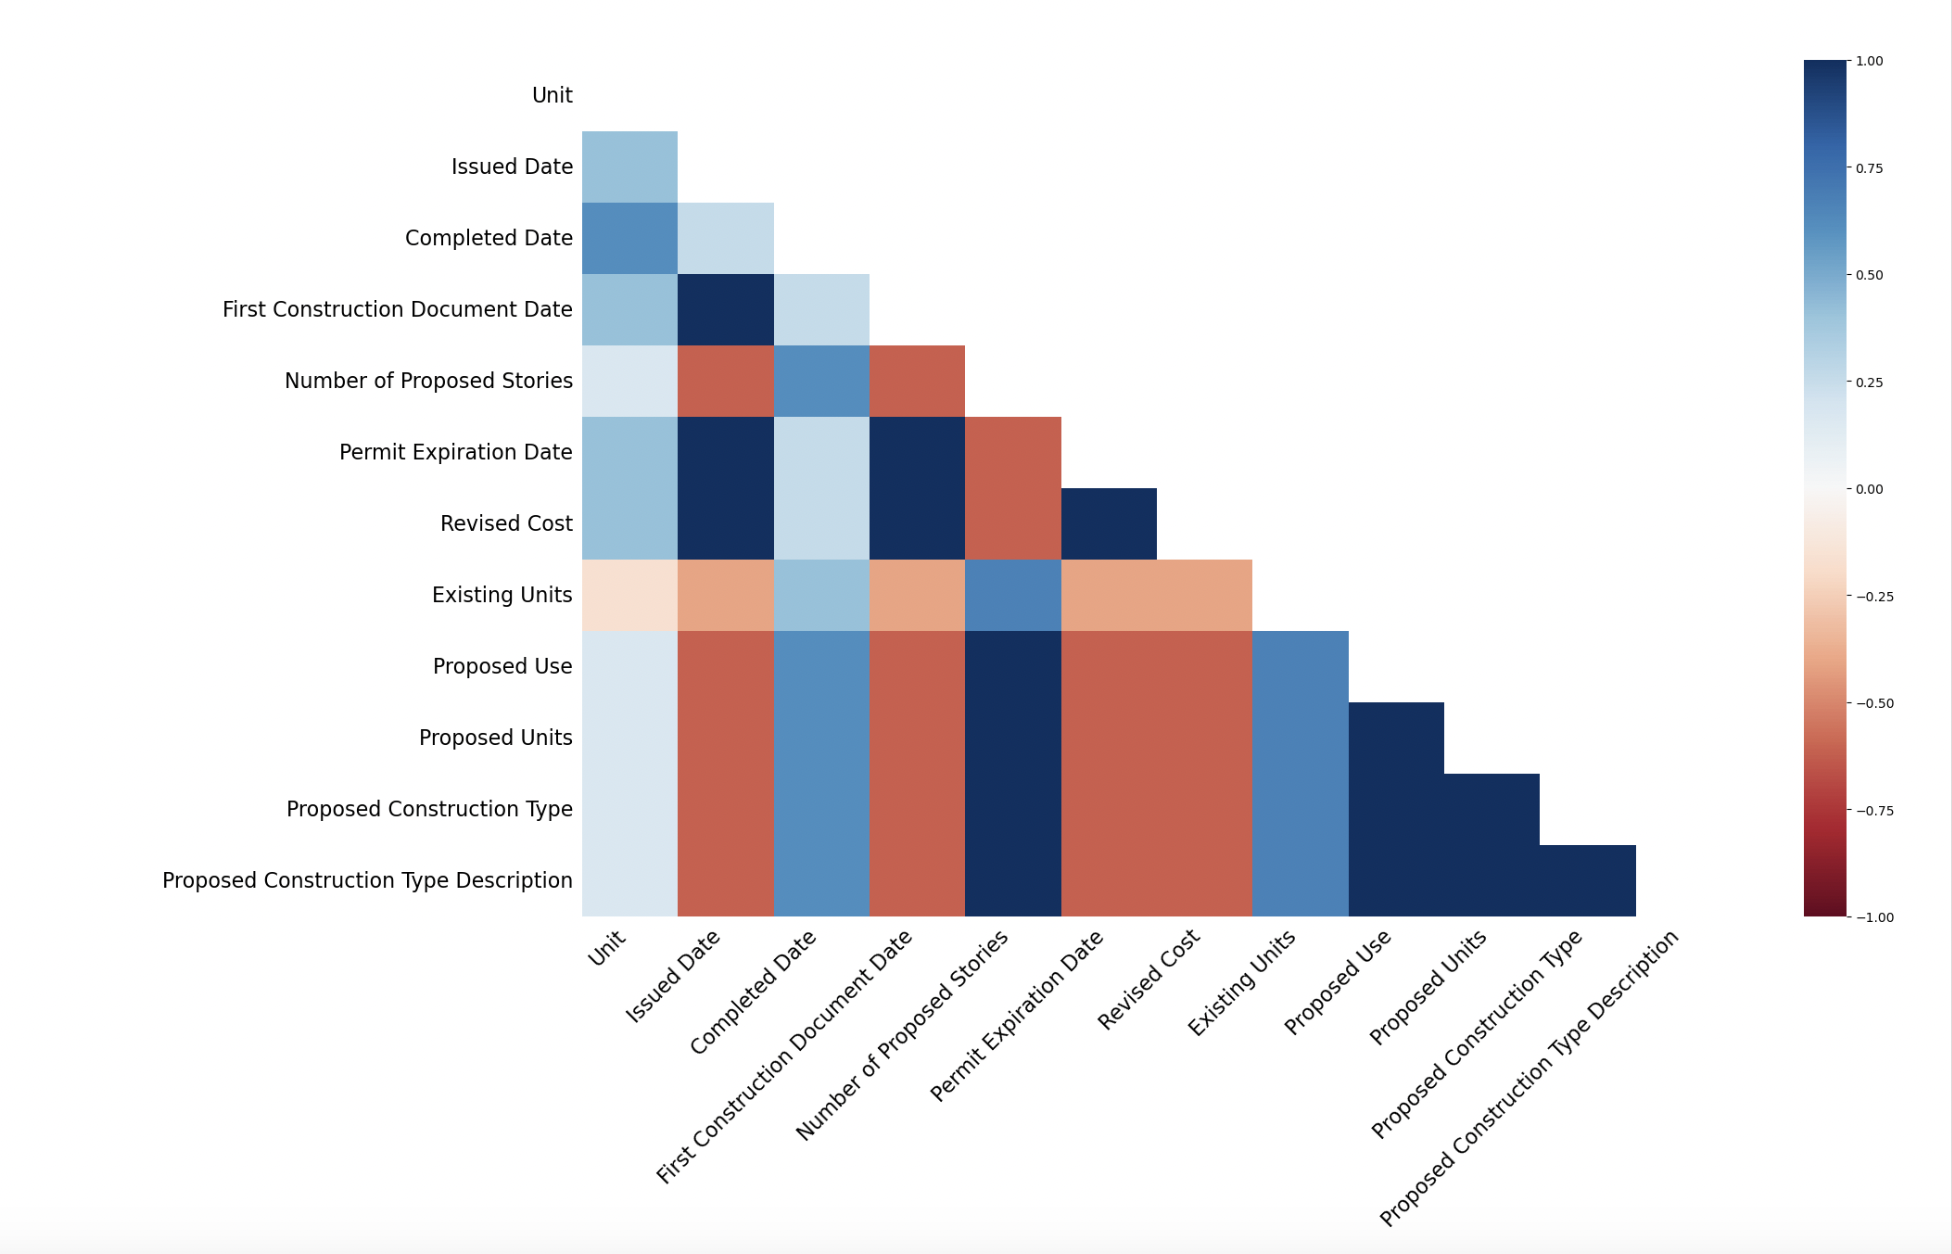 Unit
Issued Date
Completed Date
First Construction Document Date
Number of Proposed Stories
Permit Expiration Date
Revised Cost
Existing Units
Proposed Use
Proposed Units
Proposed Construction Type
Proposed Construction Type Description
Unit
Issued Date
Completed Date
First Construction Document Date
Number of Proposed Stories
Permit Expiration Date
Revised Cost
Existing Units
Proposed Use
Proposed Units
Proposed Construction Type
Proposed Construction Type Description
1.00
0.75
0.50
0.25
0.00
−0.25
−0.50
−0.75
−1.00